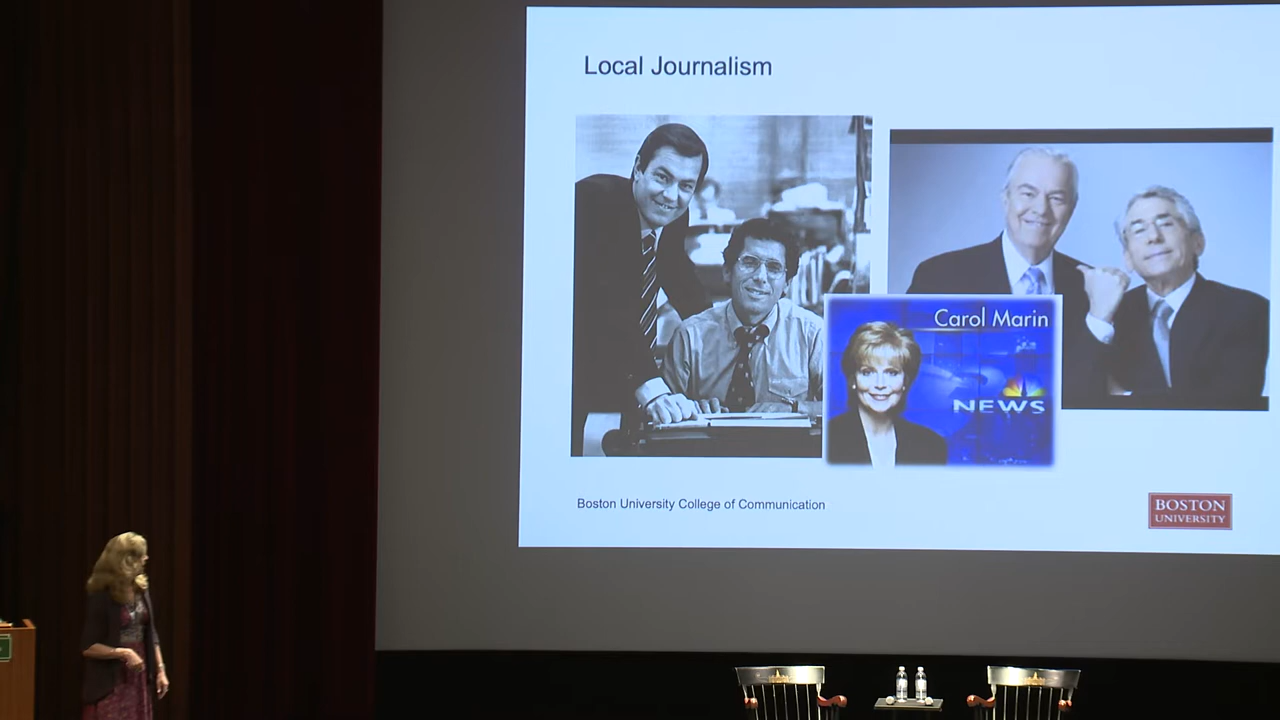 Local Journalism
Carol Marin
NEWS
Boston University College of Communication
BOSTON
UNIVERSITY